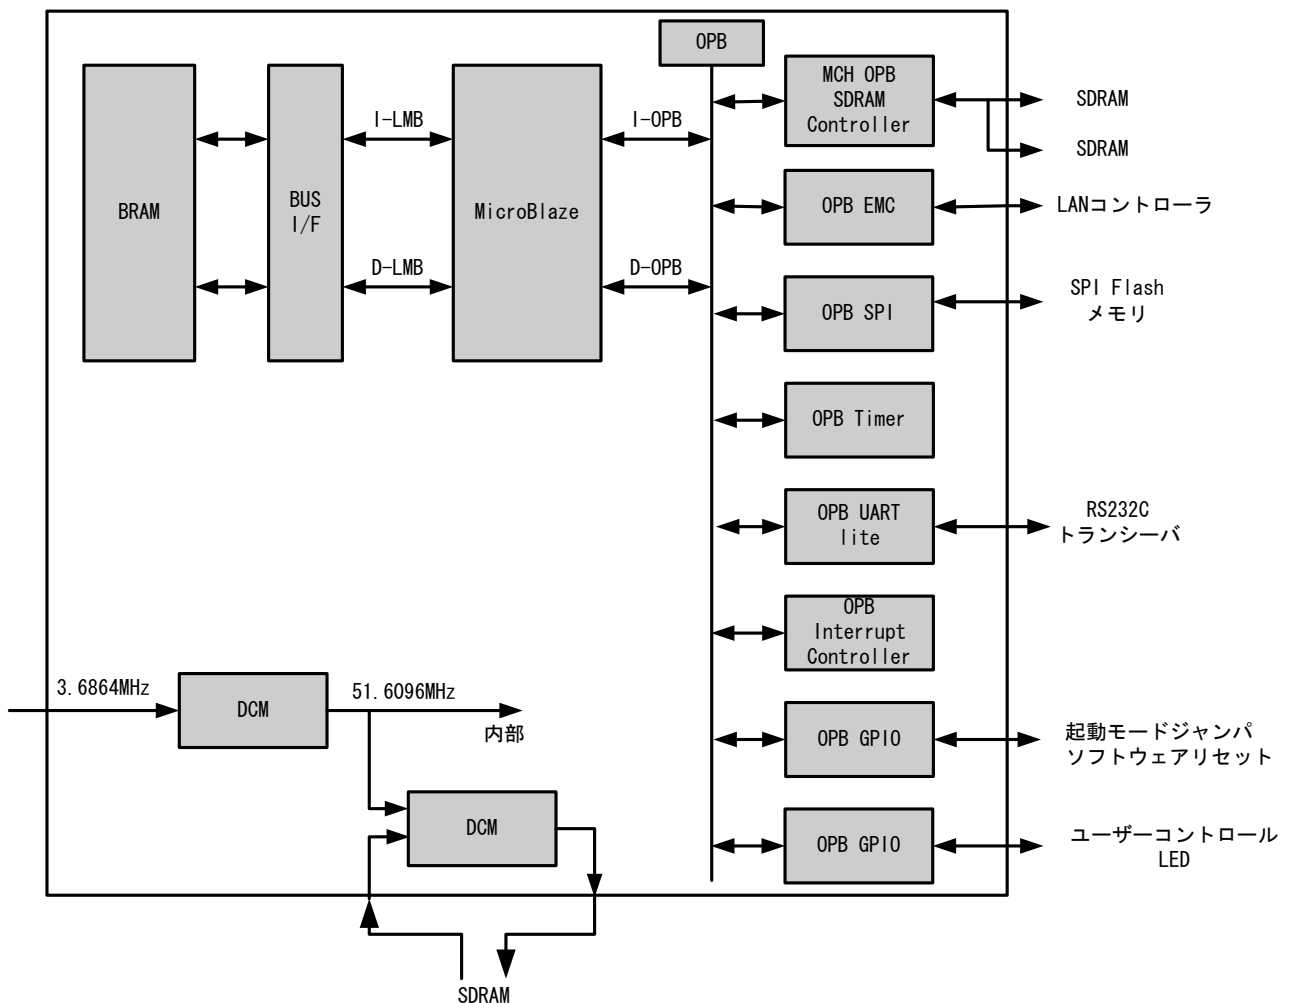 OPB
MCH OPB
SDRAM
Controller
SDRAM
SDRAM
I-LMB
I-OPB
BRAM
BUS
I/F
MicroBlaze
OPB EMC
LANコントローラ
D-LMB
D-OPB
OPB SPI
SPI Flash
メモリ
OPB Timer
OPB UART
lite
RS232C
トランシーバ
OPB
Interrupt
Controller
3.6864MHz
DCM
51.6096MHz
内部
OPB GPIO
起動モードジャンパ
ソフトウェアリセット
DCM
OPB GPIO
ユーザーコントロール
LED
SDRAM